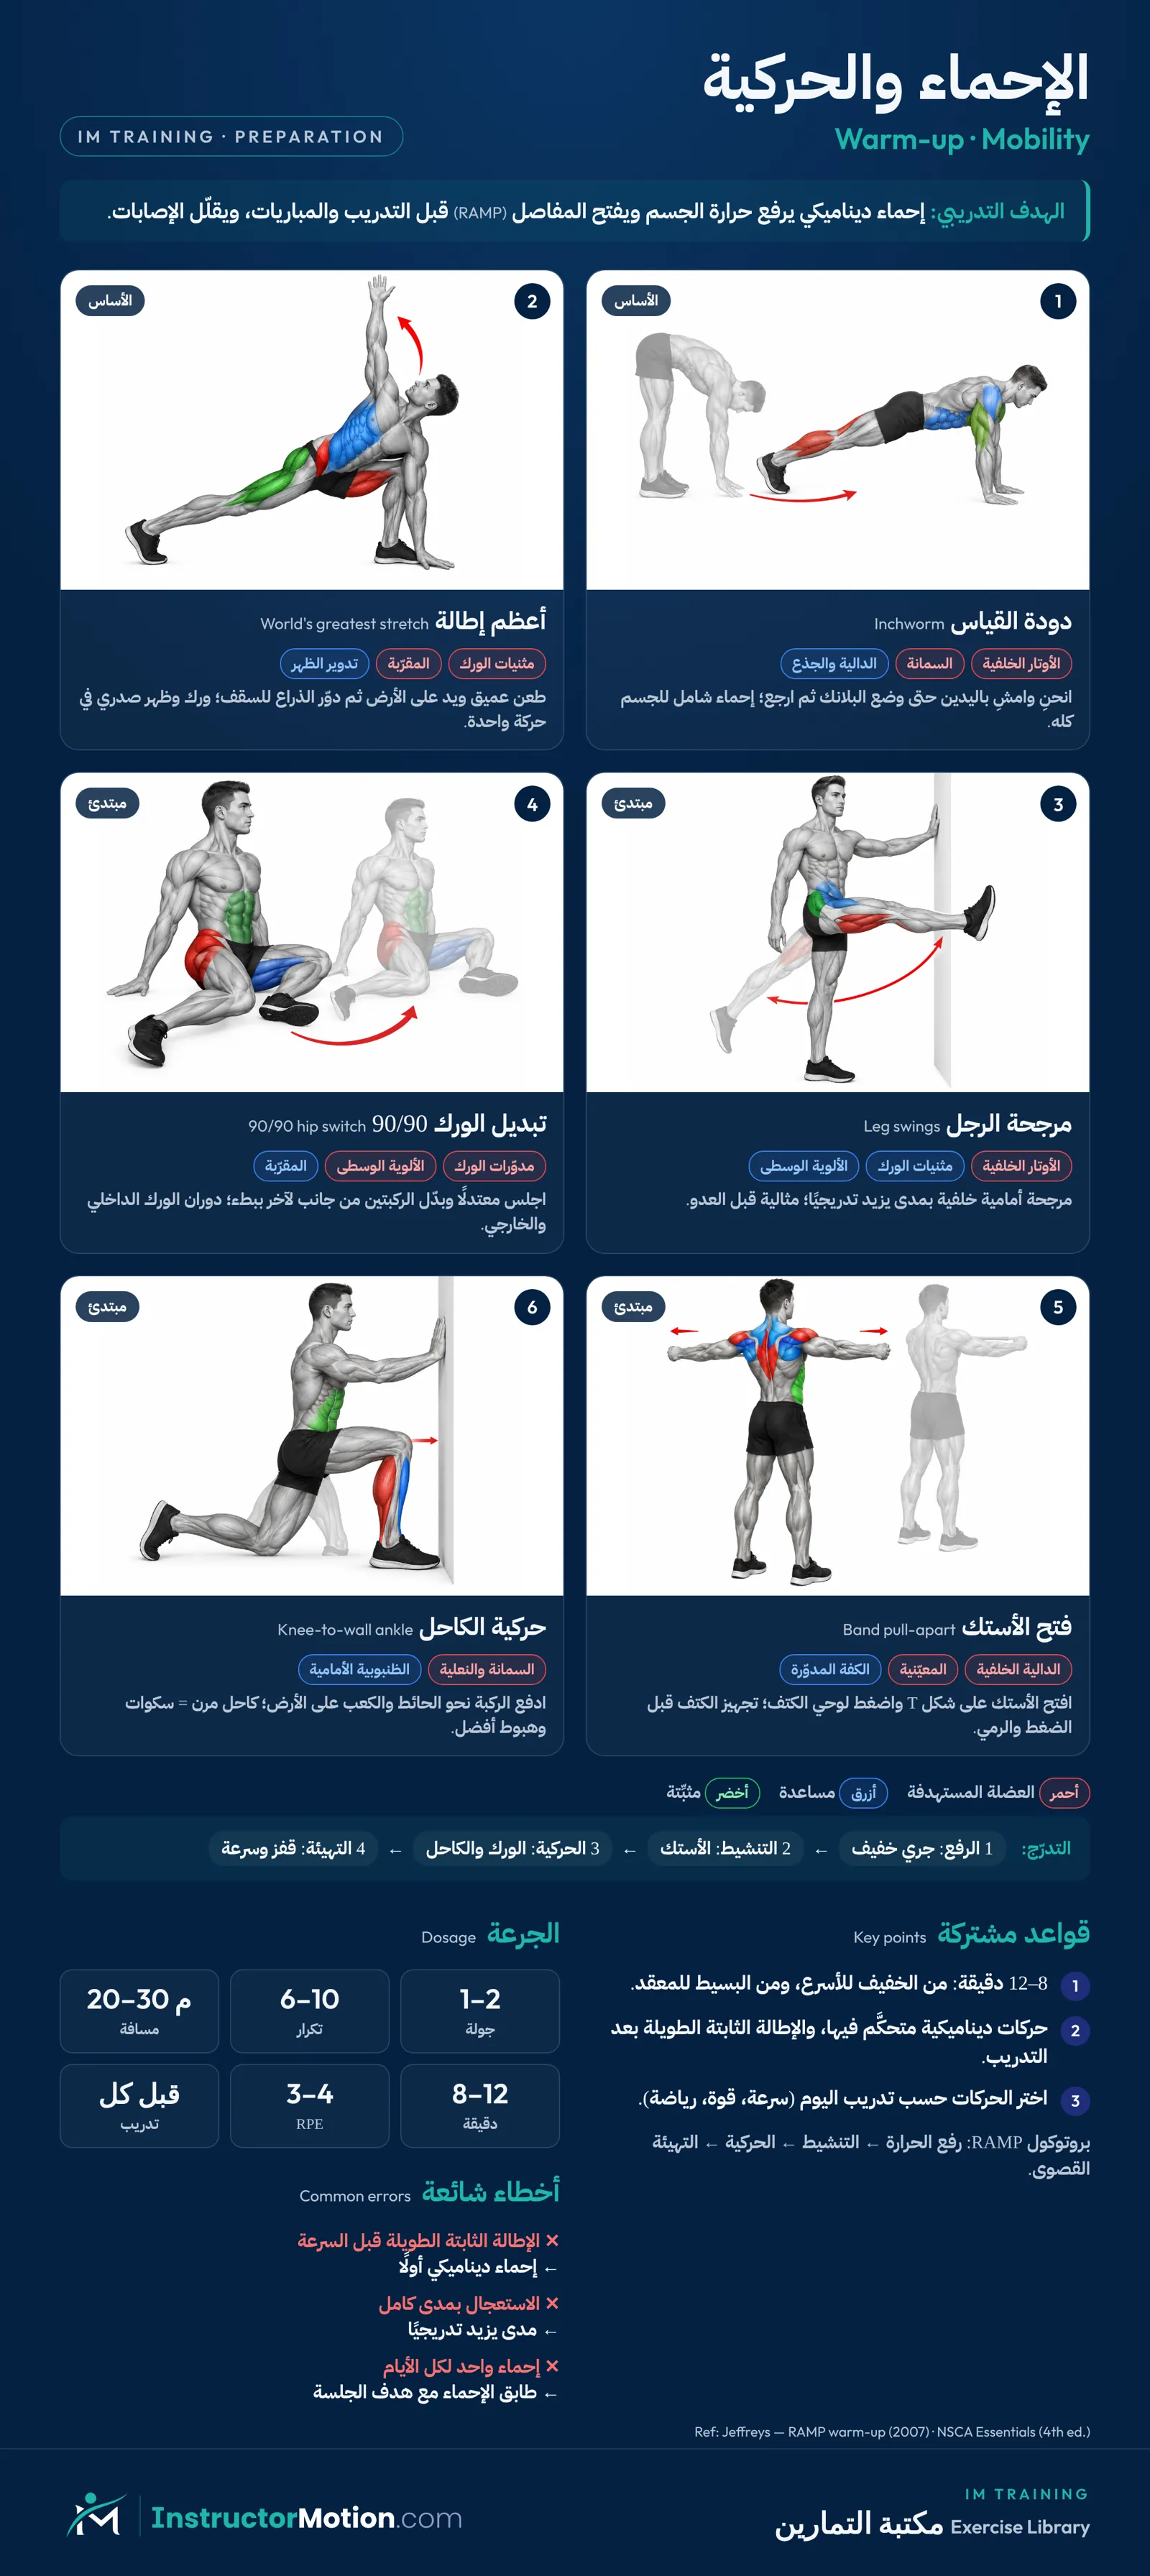 الإحماء والحركية
Warm-up · Mobility
IM TRAINING · PREPARATION
الهدف التدريبي: إحماء ديناميكي يرفع حرارة الجسم ويفتح المفاصل (RAMP) قبل التدريب والمباريات، ويقلّل الإصابات.
1
الأساس
دودة القياس Inchworm
الأوتار الخلفية السمانة الدالية والجذع
انحنِ وامشِ باليدين حتى وضع البلانك ثم ارجع؛ إحماء شامل للجسم
كله.
2
الأساس
أعظم إطالة World's greatest stretch
مثنيات الورك المقرّبة تدوير الظهر
طعن عميق ويد على الأرض ثم دوّر الذراع للسقف؛ ورك وظهر صدري في
حركة واحدة.
3
مبتدئ
مرجحة الرجل Leg swings
الأوتار الخلفية مثنيات الورك الألوية الوسطى
مرجحة أمامية خلفية بمدى يزيد تدريجيًا؛ مثالية قبل العدو.
4
مبتدئ
تبديل الورك 90/90 90/90 hip switch
مدوّرات الورك الألوية الوسطى المقرّبة
اجلس معتدلًا وبدّل الركبتين من جانب لآخر ببطء؛ دوران الورك الداخلي
والخارجي.
5
مبتدئ
فتح الأستك Band pull-apart
الدالية الخلفية المعيّنية الكفة المدوّرة
افتح الأستك على شكل T واضغط لوحي الكتف؛ تجهيز الكتف قبل
الضغط والرمي.
6
مبتدئ
حركية الكاحل Knee-to-wall ankle
السمانة والنعلية الظنبوبية الأمامية
ادفع الركبة نحو الحائط والكعب على الأرض؛ كاحل مرن = سكوات
وهبوط أفضل.
أحمر العضلة المستهدفة أزرق مساعدة أخضر مثبِّتة
التدرّج: 1 الرفع: جري خفيف ← 2 التنشيط: الأستك ← 3 الحركية: الورك والكاحل ← 4 التهيئة: قفز وسرعة
قواعد مشتركة Key points
1 8–12 دقيقة: من الخفيف للأسرع، ومن البسيط للمعقد.
2 حركات ديناميكية متحكَّم فيها، والإطالة الثابتة الطويلة بعد
التدريب.
3 اختر الحركات حسب تدريب اليوم (سرعة، قوة، رياضة).
بروتوكول RAMP: رفع الحرارة ← التنشيط ← الحركية ← التهيئة
القصوى.
الجرعة Dosage
1–2
جولة
6–10
تكرار
20–30 م
مسافة
8–12
دقيقة
3–4
RPE
قبل كل
تدريب
أخطاء شائعة Common errors
✕ الإطالة الثابتة الطويلة قبل السرعة
← إحماء ديناميكي أولًا
✕ الاستعجال بمدى كامل
← مدى يزيد تدريجيًا
✕ إحماء واحد لكل الأيام
← طابق الإحماء مع هدف الجلسة
Ref: Jeffreys — RAMP warm-up (2007) · NSCA Essentials (4th ed.)
IM TRAINING
مكتبة التمارين Exercise Library
InstructorMotion.com